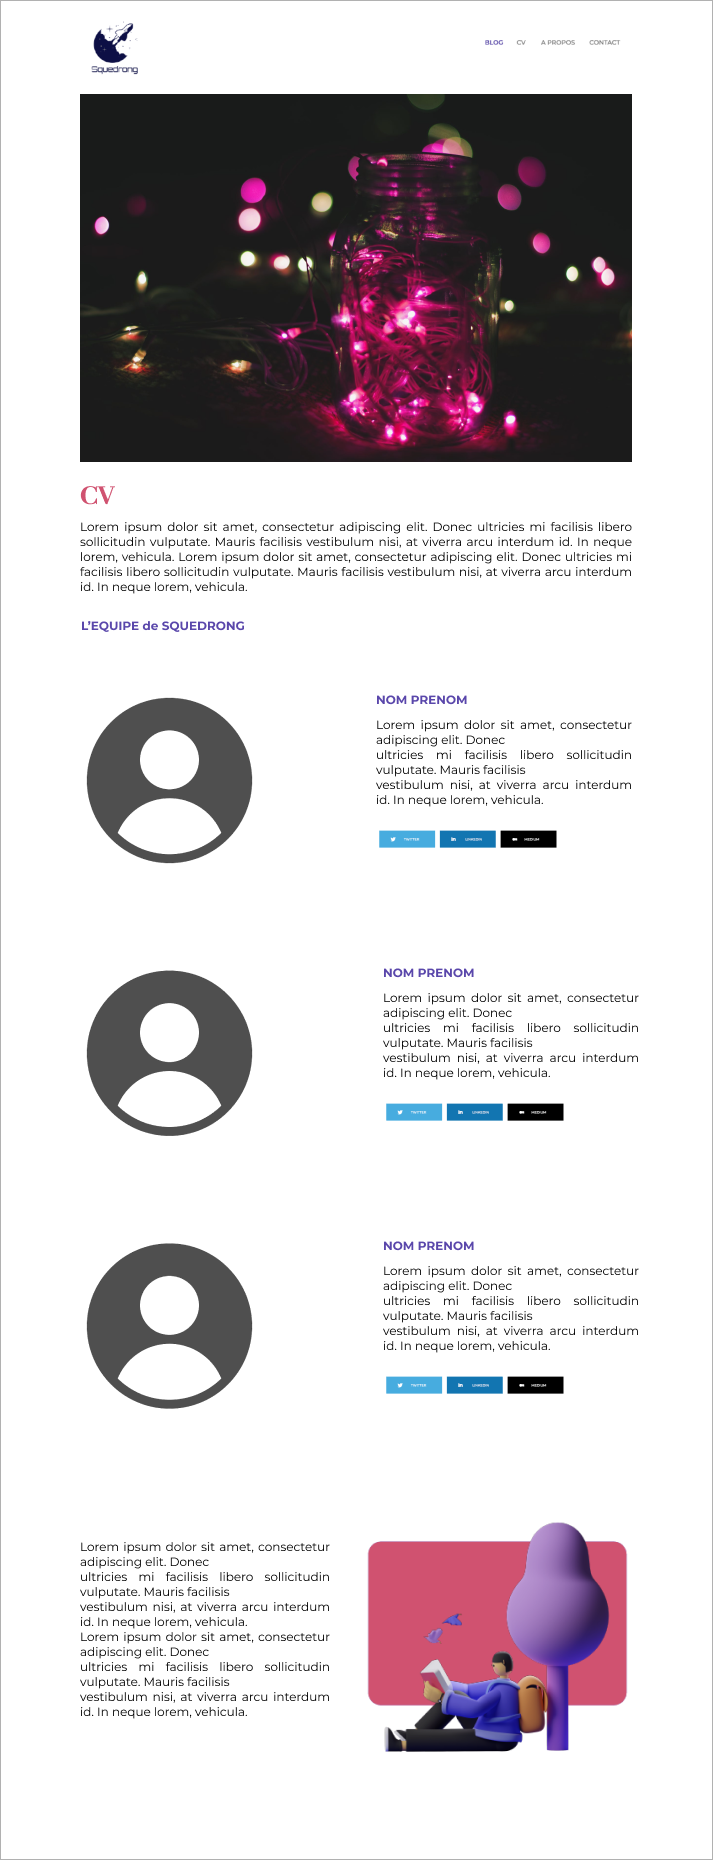 Squedrong
BLOG CV A PROPOS CONTACT
CV
Lorem ipsum dolor sit amet, consectetur adipiscing elit. Donec ultricies mi facilisis libero
sollicitudin vulputate. Mauris facilisis vestibulum nisi, at viverra arcu interdum id. In neque
lorem, vehicula. Lorem ipsum dolor sit amet, consectetur adipiscing elit. Donec ultricies mi
facilisis libero sollicitudin vulputate. Mauris facilisis vestibulum nisi, at viverra arcu interdum
id. In neque lorem, vehicula.
L’EQUIPE de SQUEDRONG
NOM PRENOM
Lorem ipsum dolor sit amet, consectetur
adipiscing elit. Donec
ultricies mi facilisis libero sollicitudin
vulputate. Mauris facilisis
vestibulum nisi, at viverra arcu interdum
id. In neque lorem, vehicula.
TWITTER LINKEDIN MEDIUM
NOM PRENOM
Lorem ipsum dolor sit amet, consectetur
adipiscing elit. Donec
ultricies mi facilisis libero sollicitudin
vulputate. Mauris facilisis
vestibulum nisi, at viverra arcu interdum
id. In neque lorem, vehicula.
TWITTER LINKEDIN MEDIUM
NOM PRENOM
Lorem ipsum dolor sit amet, consectetur
adipiscing elit. Donec
ultricies mi facilisis libero sollicitudin
vulputate. Mauris facilisis
vestibulum nisi, at viverra arcu interdum
id. In neque lorem, vehicula.
TWITTER LINKEDIN MEDIUM
Lorem ipsum dolor sit amet, consectetur
adipiscing elit. Donec
ultricies mi facilisis libero sollicitudin
vulputate. Mauris facilisis
vestibulum nisi, at viverra arcu interdum
id. In neque lorem, vehicula.
Lorem ipsum dolor sit amet, consectetur
adipiscing elit. Donec
ultricies mi facilisis libero sollicitudin
vulputate. Mauris facilisis
vestibulum nisi, at viverra arcu interdum
id. In neque lorem, vehicula.